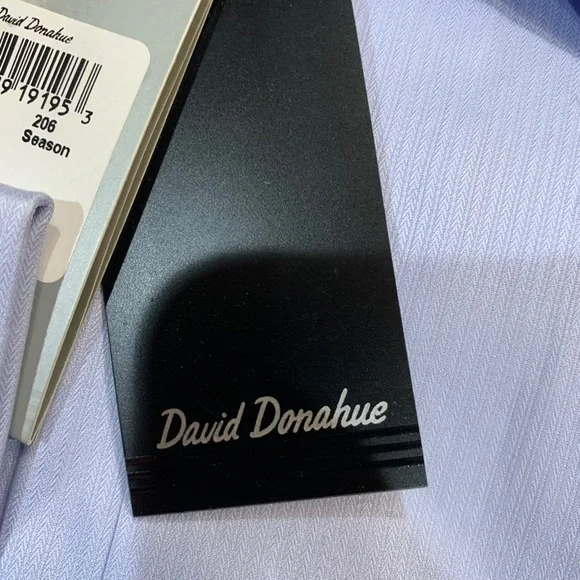 David Donahue
9 19195 3
206
Season
David Donahue